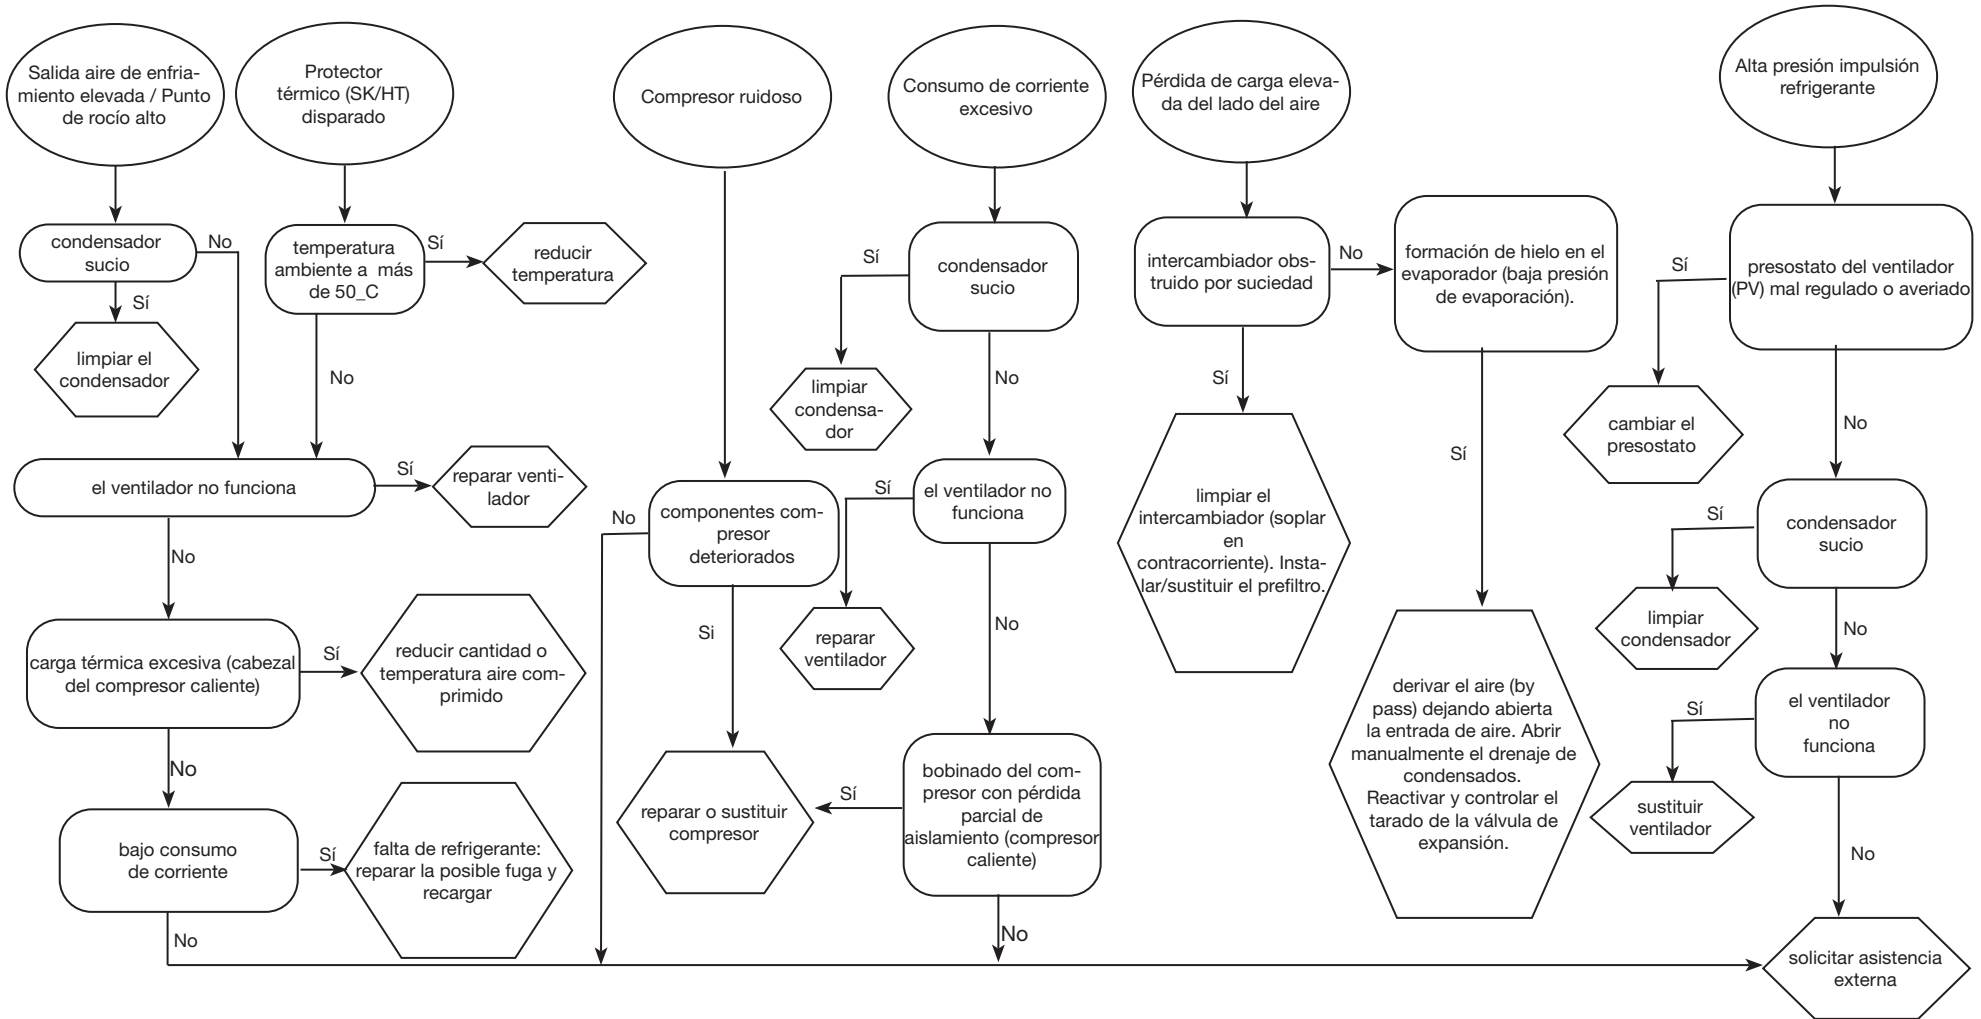 Salida aire de enfria-
miento elevada / Punto
de rocío alto
Protector
térmico (SK/HT)
disparado
Compresor ruidoso
Consumo de corriente
excesivo
Pérdida de carga eleva-
da del lado del aire
Alta presión impulsión
refrigerante
condensador
sucio
No
Sí
limpiar el
condensador
temperatura
ambiente a  más
de 50_C
Sí
reducir
temperatura
No
el ventilador no funciona
Sí
reparar venti-
lador
No
carga térmica excesiva (cabezal
del compresor caliente)
Sí
reducir cantidad o
temperatura aire com-
primido
No
bajo consumo
de corriente
Sí
falta de refrigerante:
reparar la posible fuga y
recargar
No
componentes com-
presor
deteriorados
No
Si
reparar o sustituir
compresor
condensador
sucio
Sí
limpiar
condensa-
dor
No
el ventilador no
funciona
Sí
reparar
ventilador
No
bobinado del com-
presor con pérdida
parcial de
aislamiento (compresor
caliente)
Sí
No
intercambiador obs-
truido por suciedad
No
Sí
limpiar el
intercambiador (soplar
en
contracorriente). Insta-
lar/sustituir el prefiltro.
formación de hielo en el
evaporador (baja presión
de evaporación).
Sí
derivar el aire (by
pass) dejando abierta
la entrada de aire. Abrir
manualmente el drenaje de
condensados.
Reactivar y controlar el
tarado de la válvula de
expansión.
presostato del ventilador
(PV) mal regulado o averiado
Sí
cambiar el
presostato
No
condensador
sucio
Sí
limpiar
condensador
No
el ventilador
no
funciona
Sí
sustituir
ventilador
No
solicitar asistencia
externa